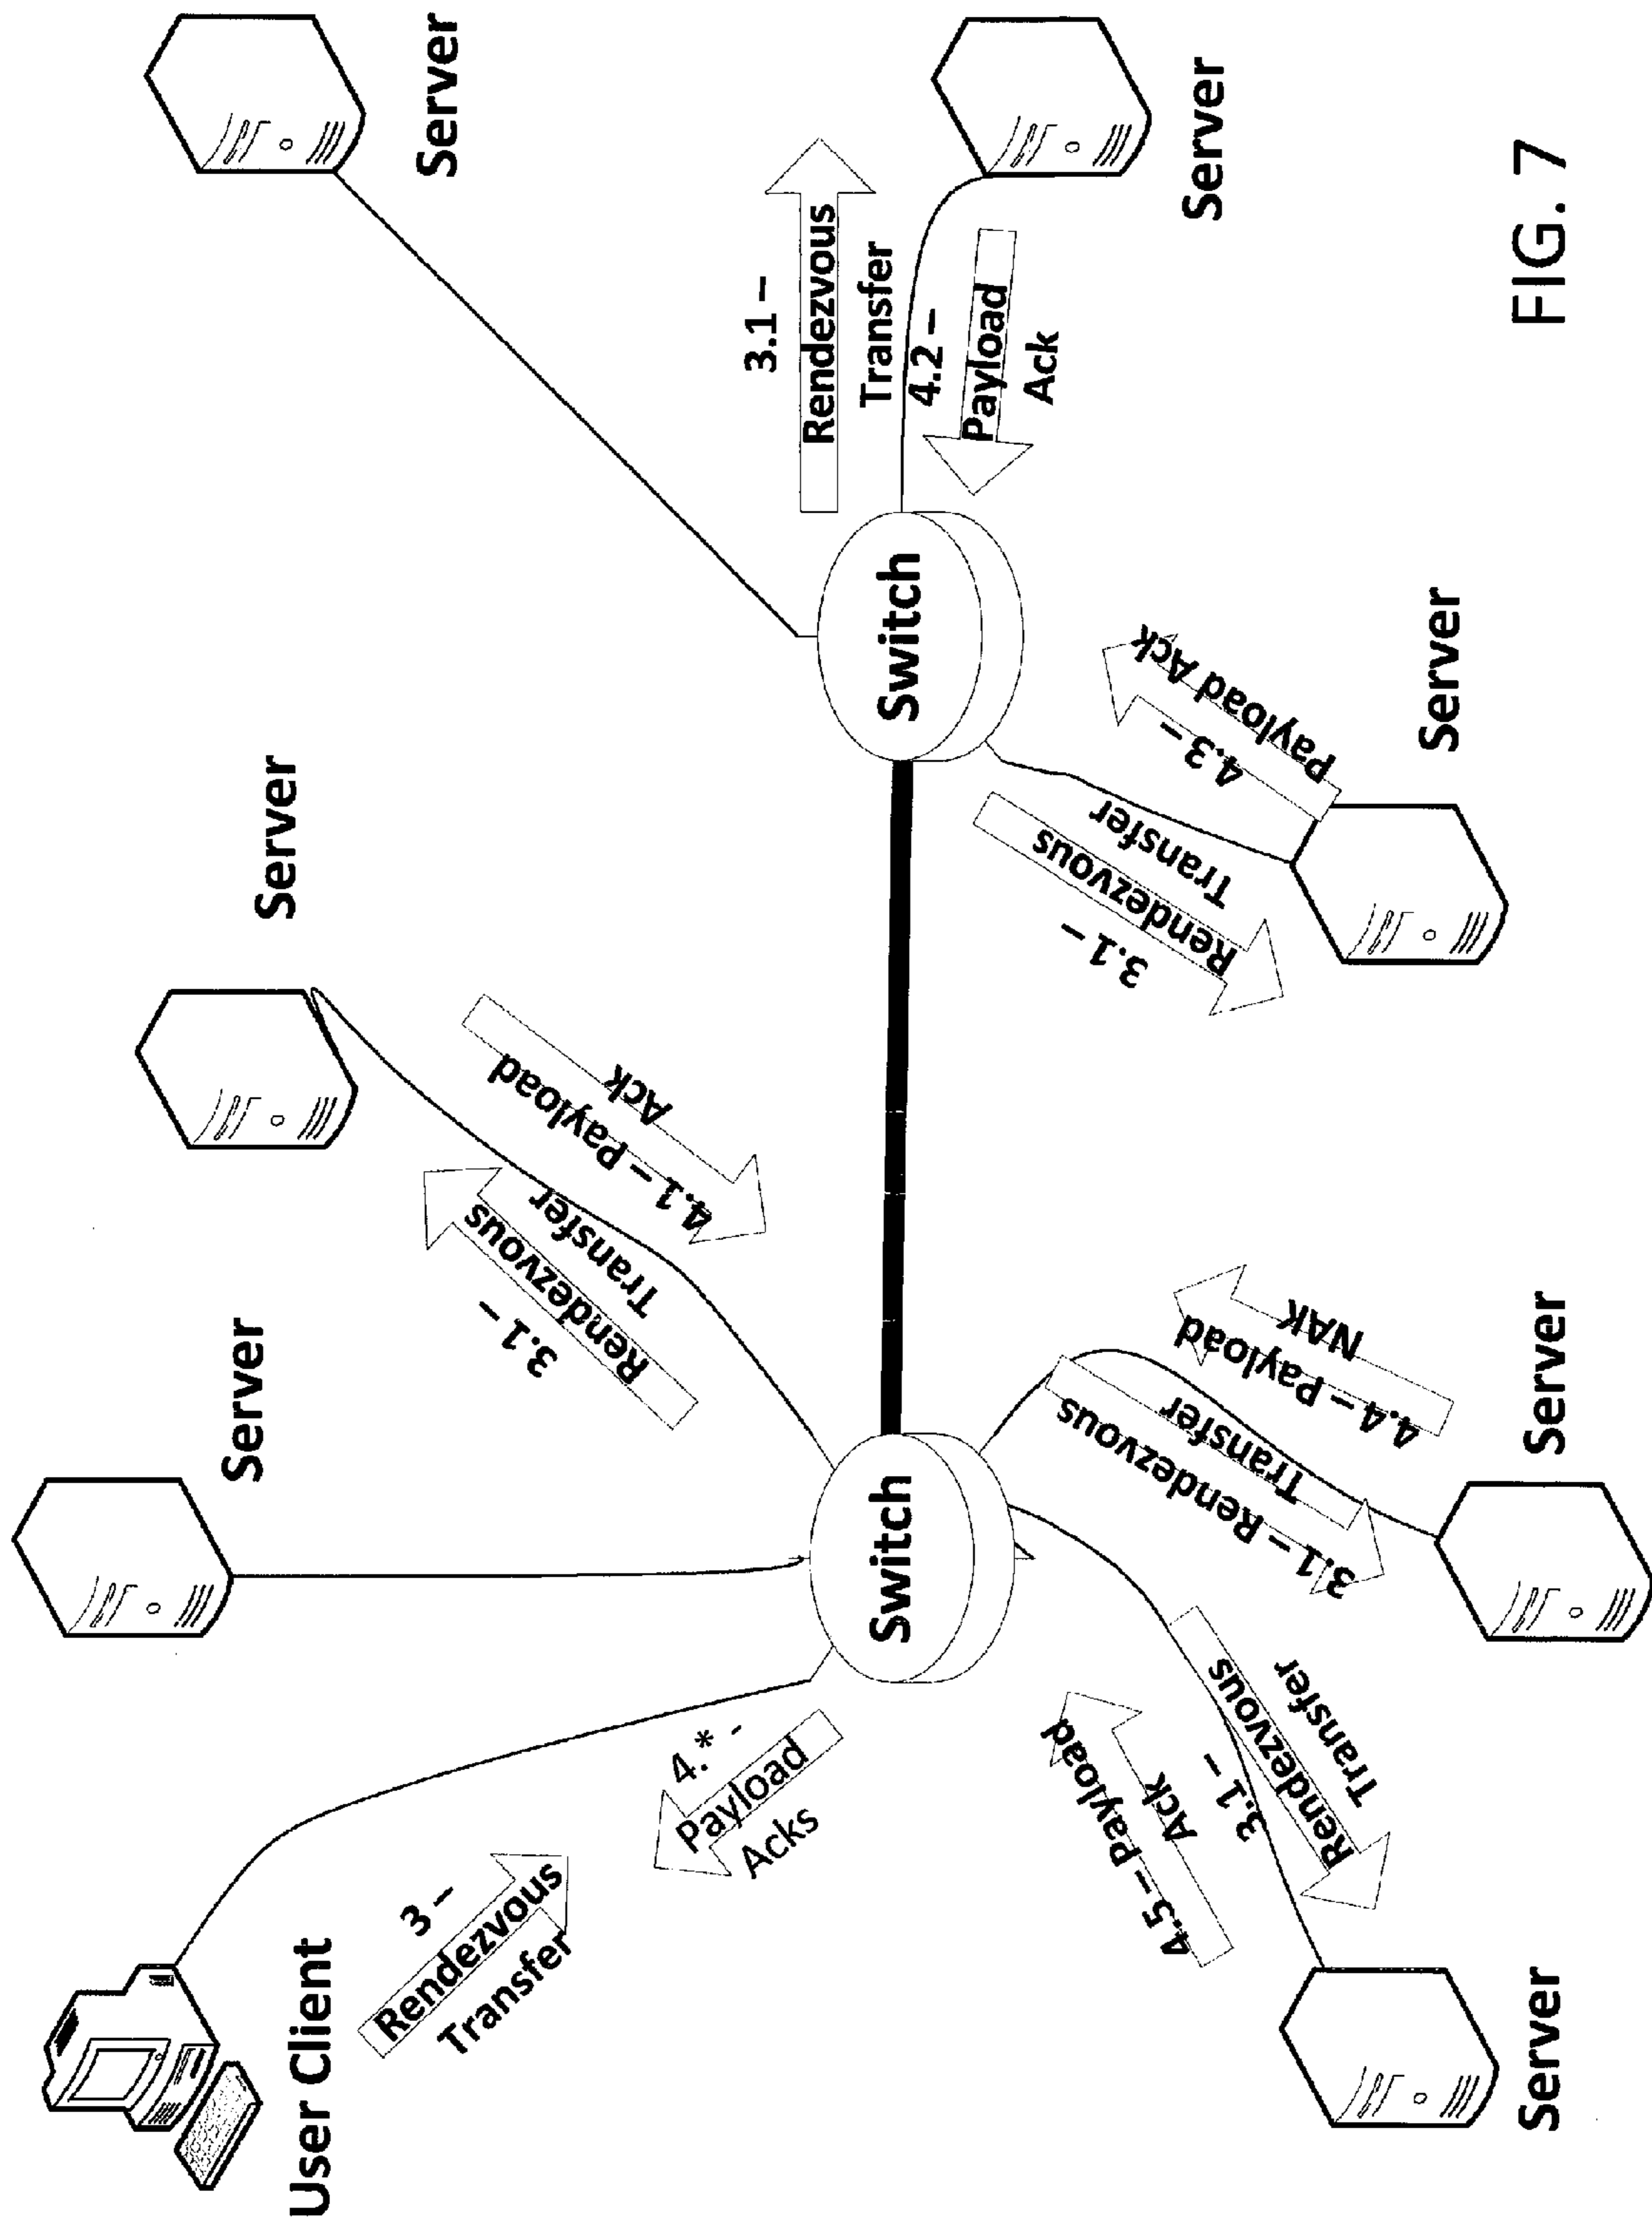 User Client
3 –
Rendezvous
Transfer
4.* -
Payload
Acks
Server
Server
Server
3.1 –
Rendezvous
Transfer
4.1 – Payload
Ack
Switch
Switch
3.1 –
Rendezvous
Transfer
4.2 –
Payload
Ack
Server
4.5 – Payload
Ack
3.1 –
Rendezvous
Transfer
Server
3.1 – Rendezvous
Transfer
4.4 – Payload
NAK
Server
3.1 –
Rendezvous
Transfer
4.3 –
Payload Ack
Server
FIG. 7